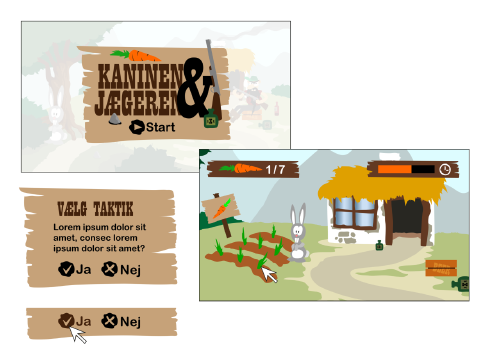 KANINEN
&
JÆGEREN
Start
1/7
VÆLG TAKTIK
Lorem ipsum dolor sit
amet, consec lorem
ipsum dolor sit amet?
Ja Nej
Ja Nej